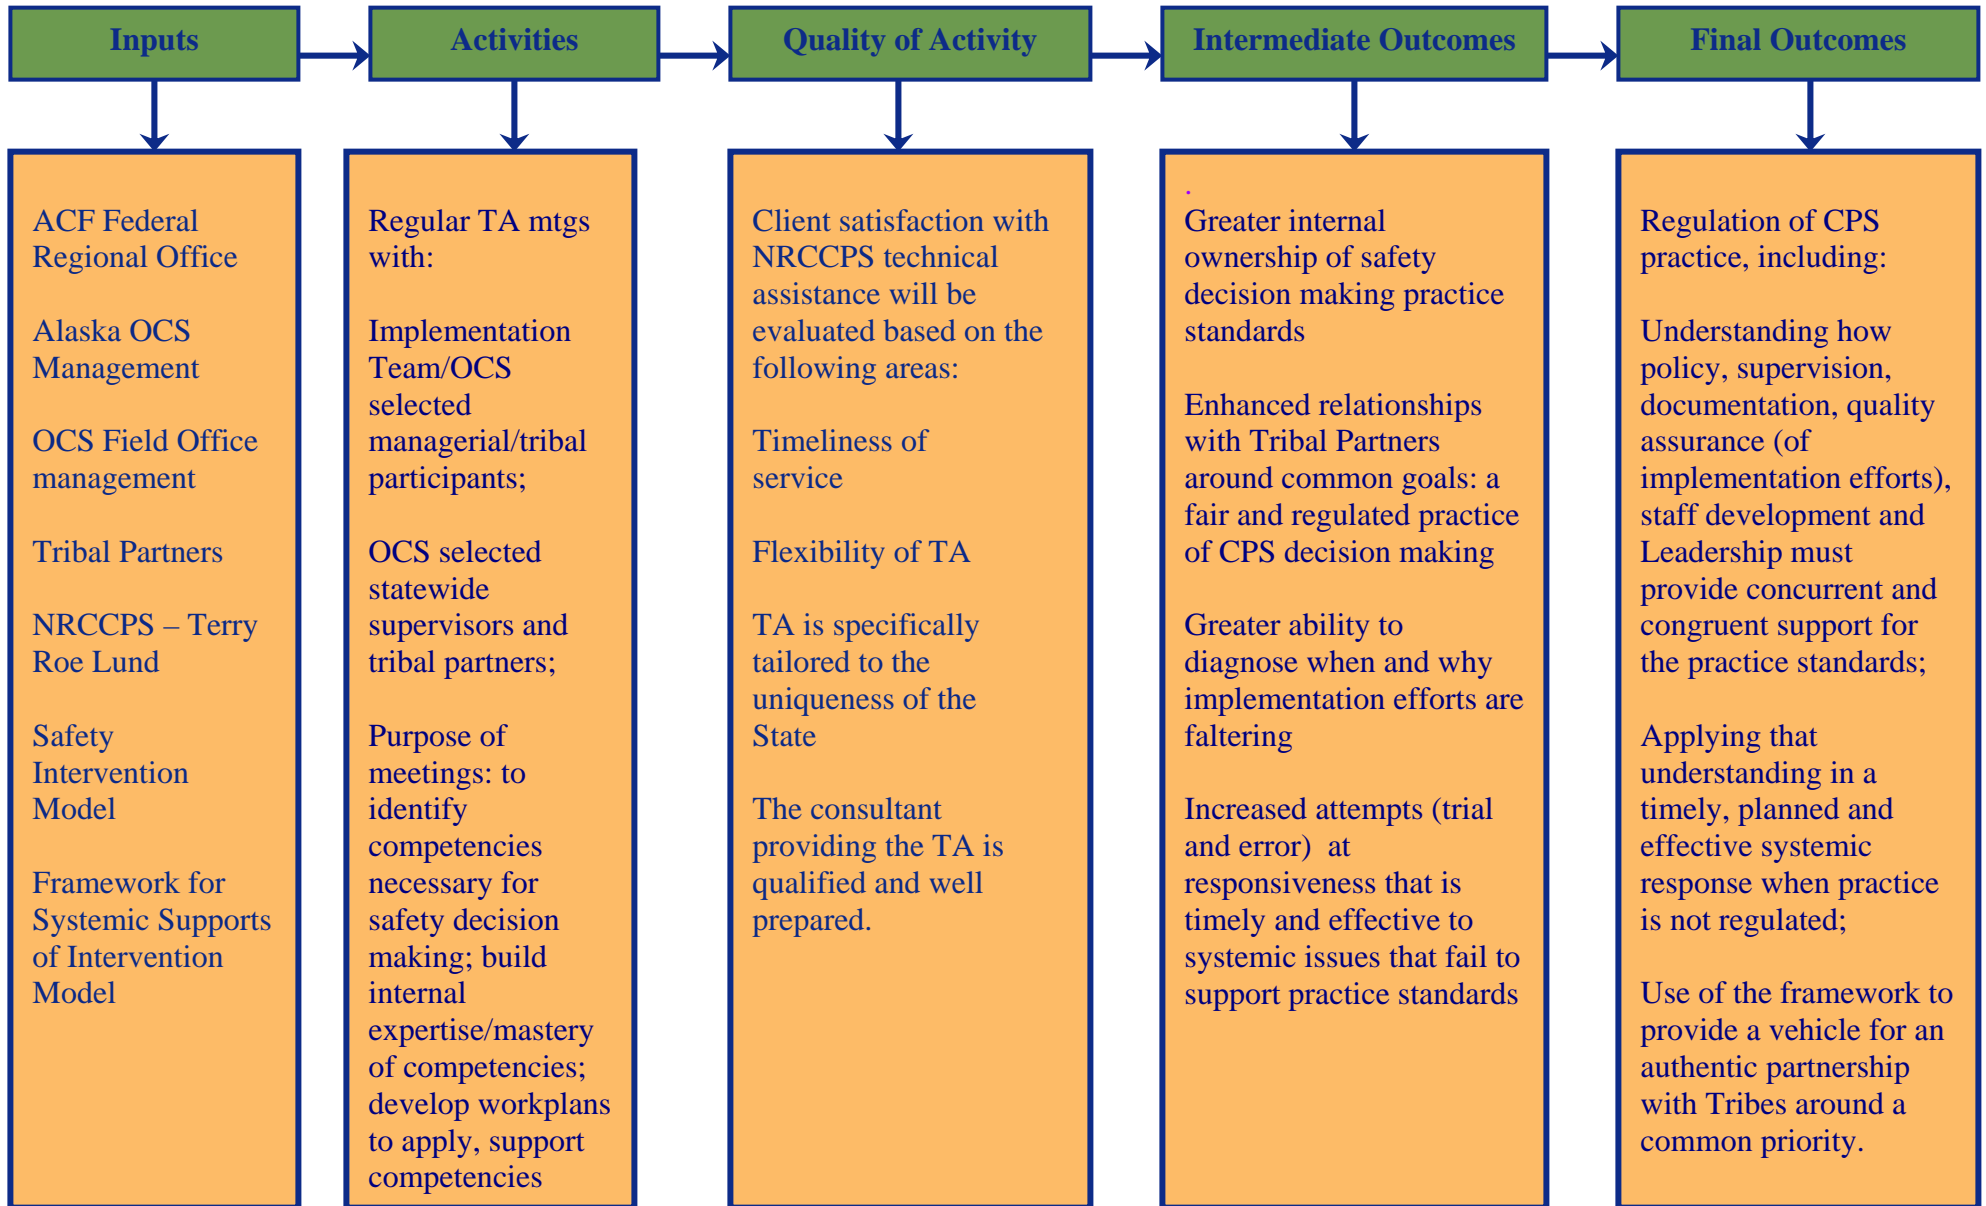 Inputs
Activities
Quality of Activity
Intermediate Outcomes
Final Outcomes
ACF Federal
Regional Office
Alaska OCS
Management
OCS Field Office
management
Tribal Partners
NRCCPS – Terry
Roe Lund
Safety
Intervention
Model
Framework for
Systemic Supports
of Intervention
Model
Regular TA mtgs
with:
Implementation
Team/OCS
selected
managerial/tribal
participants;
OCS selected
statewide
supervisors and
tribal partners;
Purpose of
meetings: to
identify
competencies
necessary for
safety decision
making; build
internal
expertise/mastery
of competencies;
develop workplans
to apply, support
competencies
Client satisfaction with
NRCCPS technical
assistance will be
evaluated based on the
following areas:
Timeliness of
service
Flexibility of TA
TA is specifically
tailored to the
uniqueness of the
State
The consultant
providing the TA is
qualified and well
prepared.
.
Greater internal
ownership of safety
decision making practice
standards
Enhanced relationships
with Tribal Partners
around common goals: a
fair and regulated practice
of CPS decision making
Greater ability to
diagnose when and why
implementation efforts are
faltering
Increased attempts (trial
and error)  at
responsiveness that is
timely and effective to
systemic issues that fail to
support practice standards
Regulation of CPS
practice, including:
Understanding how
policy, supervision,
documentation, quality
assurance (of
implementation efforts),
staff development and
Leadership must
provide concurrent and
congruent support for
the practice standards;
Applying that
understanding in a
timely, planned and
effective systemic
response when practice
is not regulated;
Use of the framework to
provide a vehicle for an
authentic partnership
with Tribes around a
common priority.